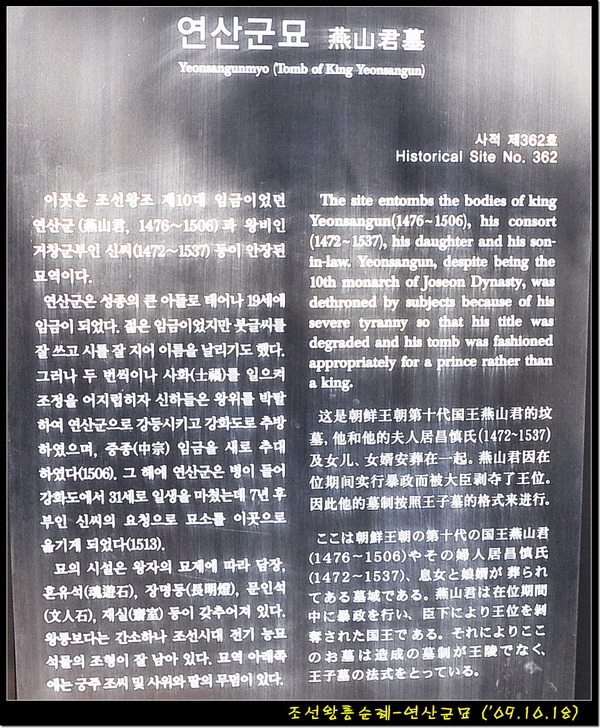 연산군묘 燕山君墓
Yeonsangunmyo (Tomb of King Yeonsangun)
사적 제362호
Historical Site No. 362
이곳은 조선왕조 제10대 임금이었던
연산군(燕山君, 1476~1506)과 왕비인
거창군부인 신씨(1472~1537) 등이 안장된
묘역이다.
연산군은 성종의 큰 아들로 태어나 19세에
임금이 되었다. 젊은 임금이었지만 붓글씨를
잘 쓰고 시를 잘 지어 이름을 날리기도 했다.
그러나 두 번씩이나 사화(士禍)를 일으켜
조정을 어지럽히자 신하들은 왕위를 박탈
하여 연산군으로 강등시키고 강화도로 추방
하였으며, 중종(中宗) 임금을 새로 추대
하였다(1506). 그 해에 연산군은 병이 들어
강화도에서 31세로 일생을 마쳤는데 7년 후
부인 신씨의 요청으로 묘소를 이곳으로
옮기게 되었다(1513).
묘의 시설은 왕자의 묘제에 따라 담장,
혼유석(魂遊石), 장명등(長明燈), 문인석
(文人石), 재실(齋室) 등이 갖추어져 있다.
왕릉보다는 간소하나 조선시대 전기 능묘
석물의 조형이 잘 남아 있다. 묘역 아래쪽
에는 궁주 조씨 및 사위와 딸의 무덤이 있다.
The site entombs the bodies of king
Yeonsangun(1476~1506), his consort
(1472~1537), his daughter and his son-
in-law. Yeonsangun, despite being the
10th monarch of Joseon Dynasty, was
dethroned by subjects because of his
severe tyranny so that his title was
degraded and his tomb was fashioned
appropriately for a prince rather than
a king.
这是朝鲜王朝第十代国王燕山君的坟
墓, 他和他的夫人居昌慎氏(1472~1537)
及女儿、女婿安葬在一起。燕山君因在
位期间实行暴政而被大臣剥夺了王位。
因此他的墓制按照王子墓的格式来进行。
ここは朝鮮王朝の第十代の国王燕山君
(1476~1506)やその婦人居昌慎氏
(1472~1537)、息女と娘婿が 葬られ
てある墓域である。燕山君は在位期間
中に暴政を行い、臣下により王位を剝
奪された国王である。それによりここ
のお墓は造成の墓制が王陵でなく、
王子墓の法式をとっている。
조선왕릉순례-연산군묘 ('09.10.18)